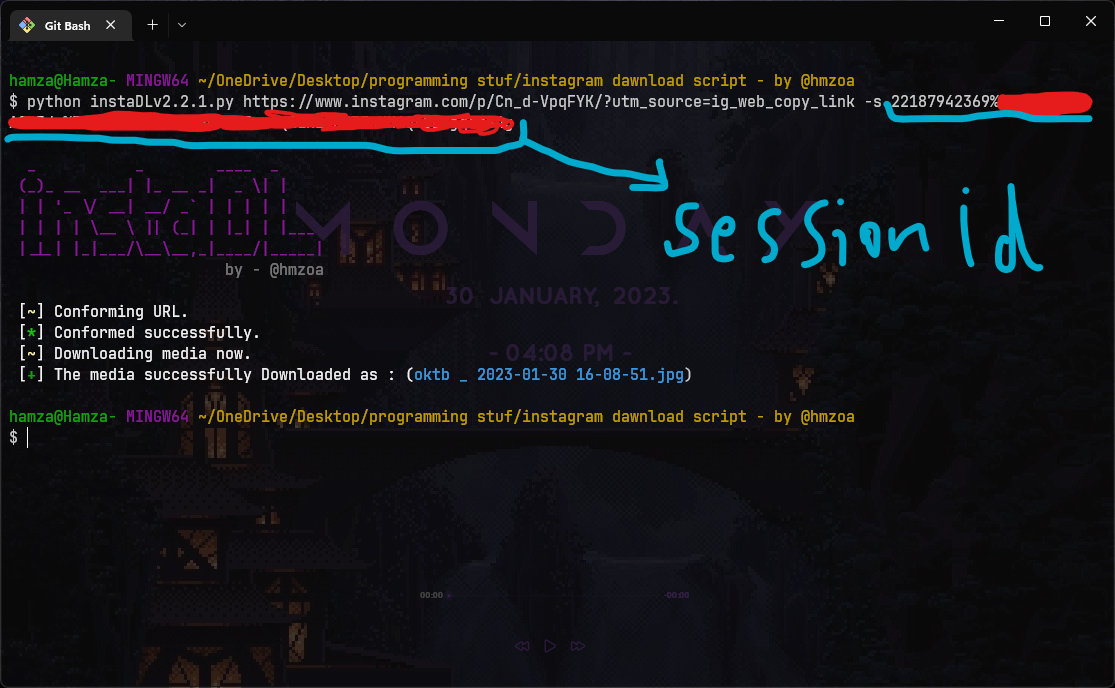 Git Bash
hamza@Hamza- MINGW64 ~/OneDrive/Desktop/programming stuf/instagram dawnload script - by @hmzoa
$ python instaDLv2.2.1.py https://www.instagram.com/p/Cn_d-VpqFYK/?utm_source=ig_web_copy_link -s 22187942369%
session id
MONDAY
by - @hmzoa
30, JANUARY, 2023.
[~] Conforming URL.
[*] Conformed successfully.
[~] Downloading media now.
- 04:08 PM -
[+] The media successfully Downloaded as : (oktb _ 2023-01-30 16-08-51.jpg)
hamza@Hamza- MINGW64 ~/OneDrive/Desktop/programming stuf/instagram dawnload script - by @hmzoa
$
00:00 -00:00